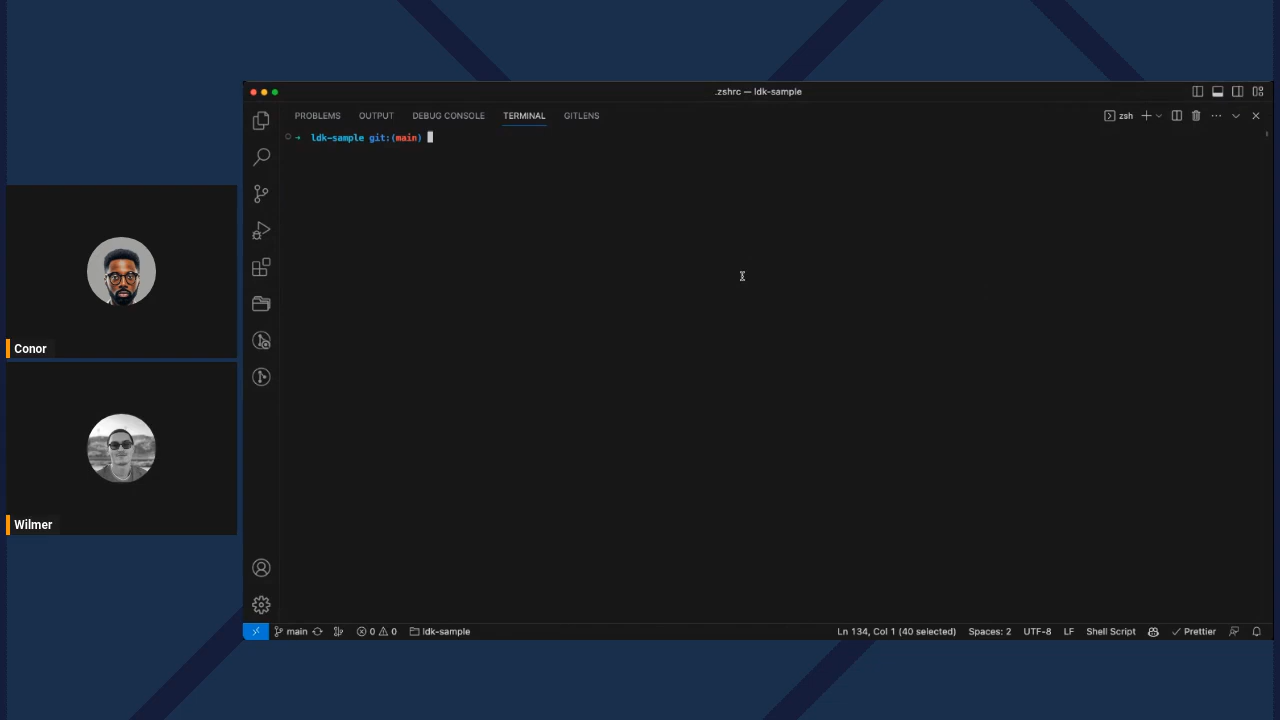 .zshrc — ldk-sample
PROBLEMS OUTPUT DEBUG CONSOLE TERMINAL GITLENS zsh
→ ldk-sample git:(main)
Conor
Wilmer
main 0 0 ldk-sample Ln 134, Col 1 (40 selected) Spaces: 2 UTF-8 LF Shell Script Prettier